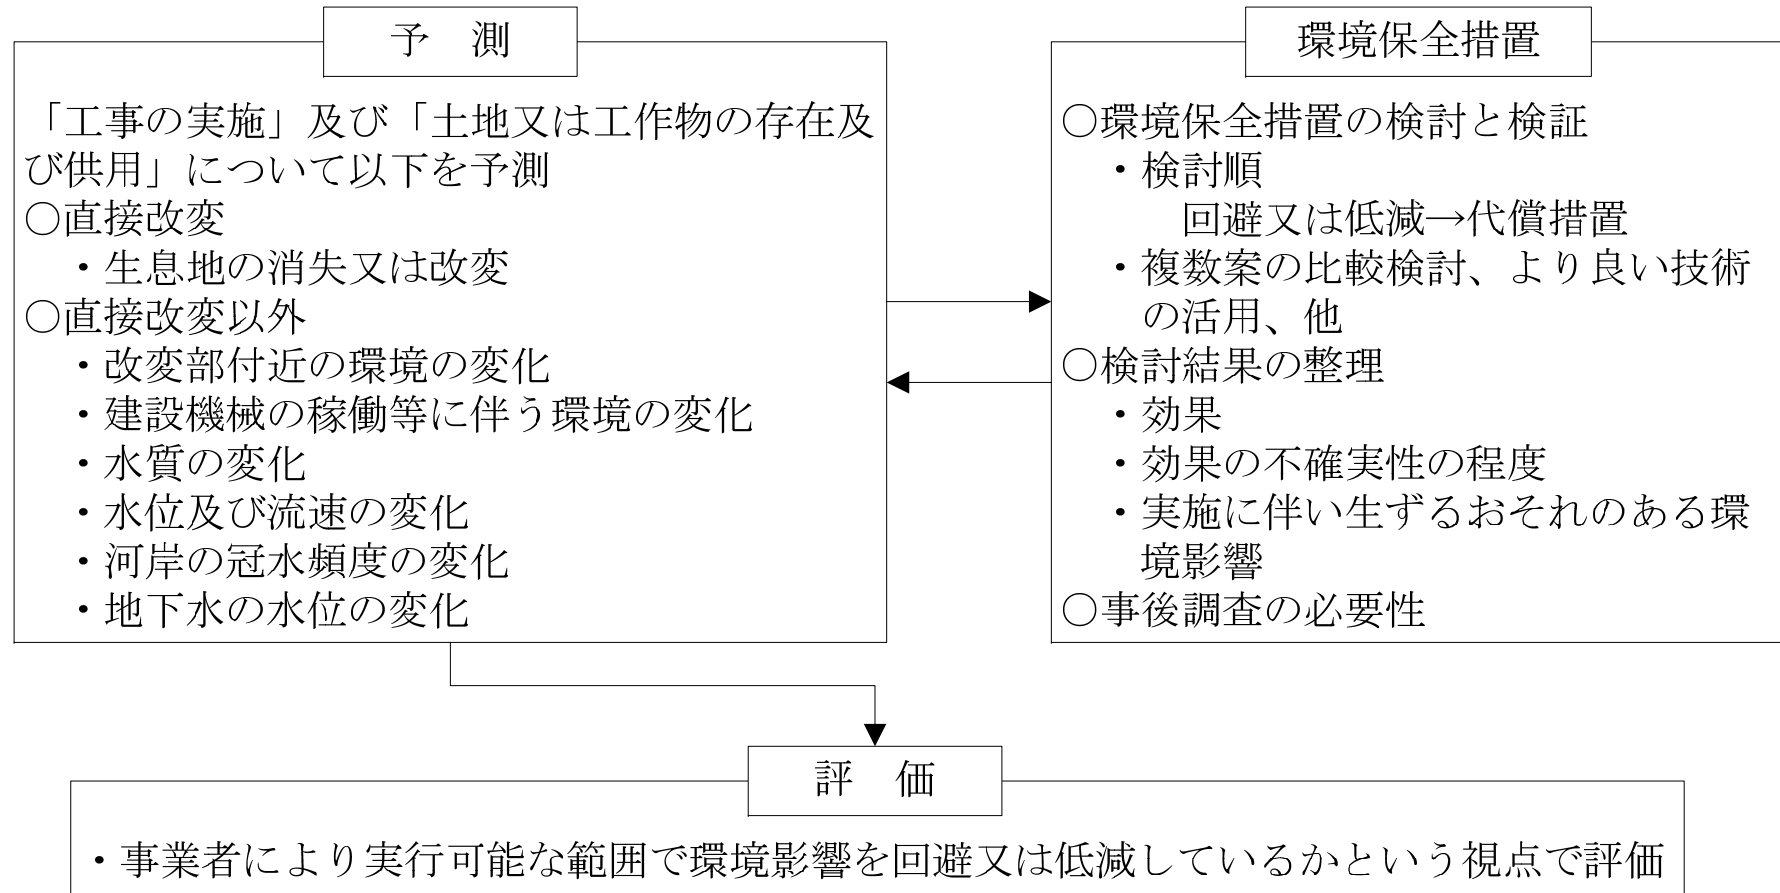 予　測
「工事の実施」及び「土地又は工作物の存在及
び供用」について以下を予測
○直接改変
・生息地の消失又は改変
○直接改変以外
・改変部付近の環境の変化
・建設機械の稼働等に伴う環境の変化
・水質の変化
・水位及び流速の変化
・河岸の冠水頻度の変化
・地下水の水位の変化
環境保全措置
○環境保全措置の検討と検証
・検討順
回避又は低減→代償措置
・複数案の比較検討、より良い技術
の活用、他
○検討結果の整理
・効果
・効果の不確実性の程度
・実施に伴い生ずるおそれのある環
境影響
○事後調査の必要性
評　価
・事業者により実行可能な範囲で環境影響を回避又は低減しているかという視点で評価